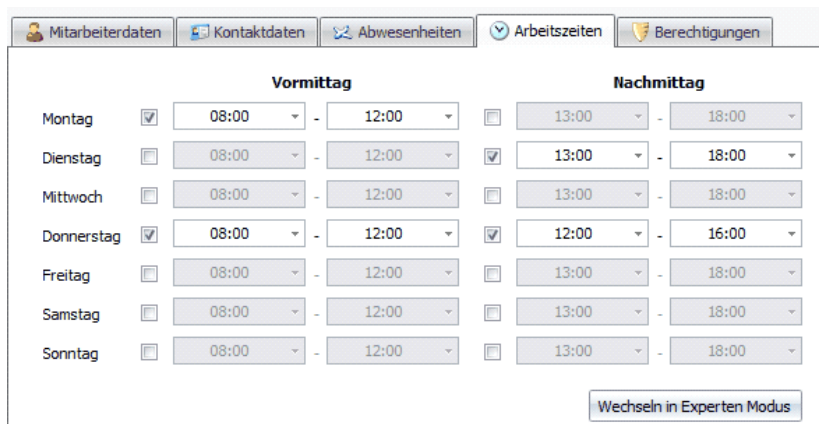 Mitarbeiterdaten Kontaktdaten Abwesenheiten Arbeitszeiten Berechtigungen
Vormittag Nachmittag
Montag 08:00 - 12:00 13:00 - 18:00
Dienstag 08:00 - 12:00 13:00 - 18:00
Mittwoch 08:00 - 12:00 13:00 - 18:00
Donnerstag 08:00 - 12:00 12:00 - 16:00
Freitag 08:00 - 12:00 13:00 - 18:00
Samstag 08:00 - 12:00 13:00 - 18:00
Sonntag 08:00 - 12:00 13:00 - 18:00
Wechseln in Experten Modus